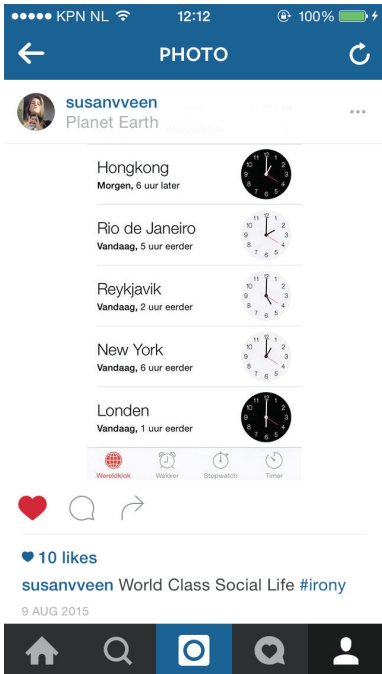 KPN NL 12:12 100%
PHOTO
susanvveen
Planet Earth
Hongkong
Morgen, 6 uur later
Rio de Janeiro
Vandaag, 5 uur eerder
Reykjavik
Vandaag, 2 uur eerder
New York
Vandaag, 6 uur eerder
Londen
Vandaag, 1 uur eerder
Wereldklok Wekker Stopwatch Timer
10 likes
susanvveen World Class Social Life #irony
9 AUG 2015